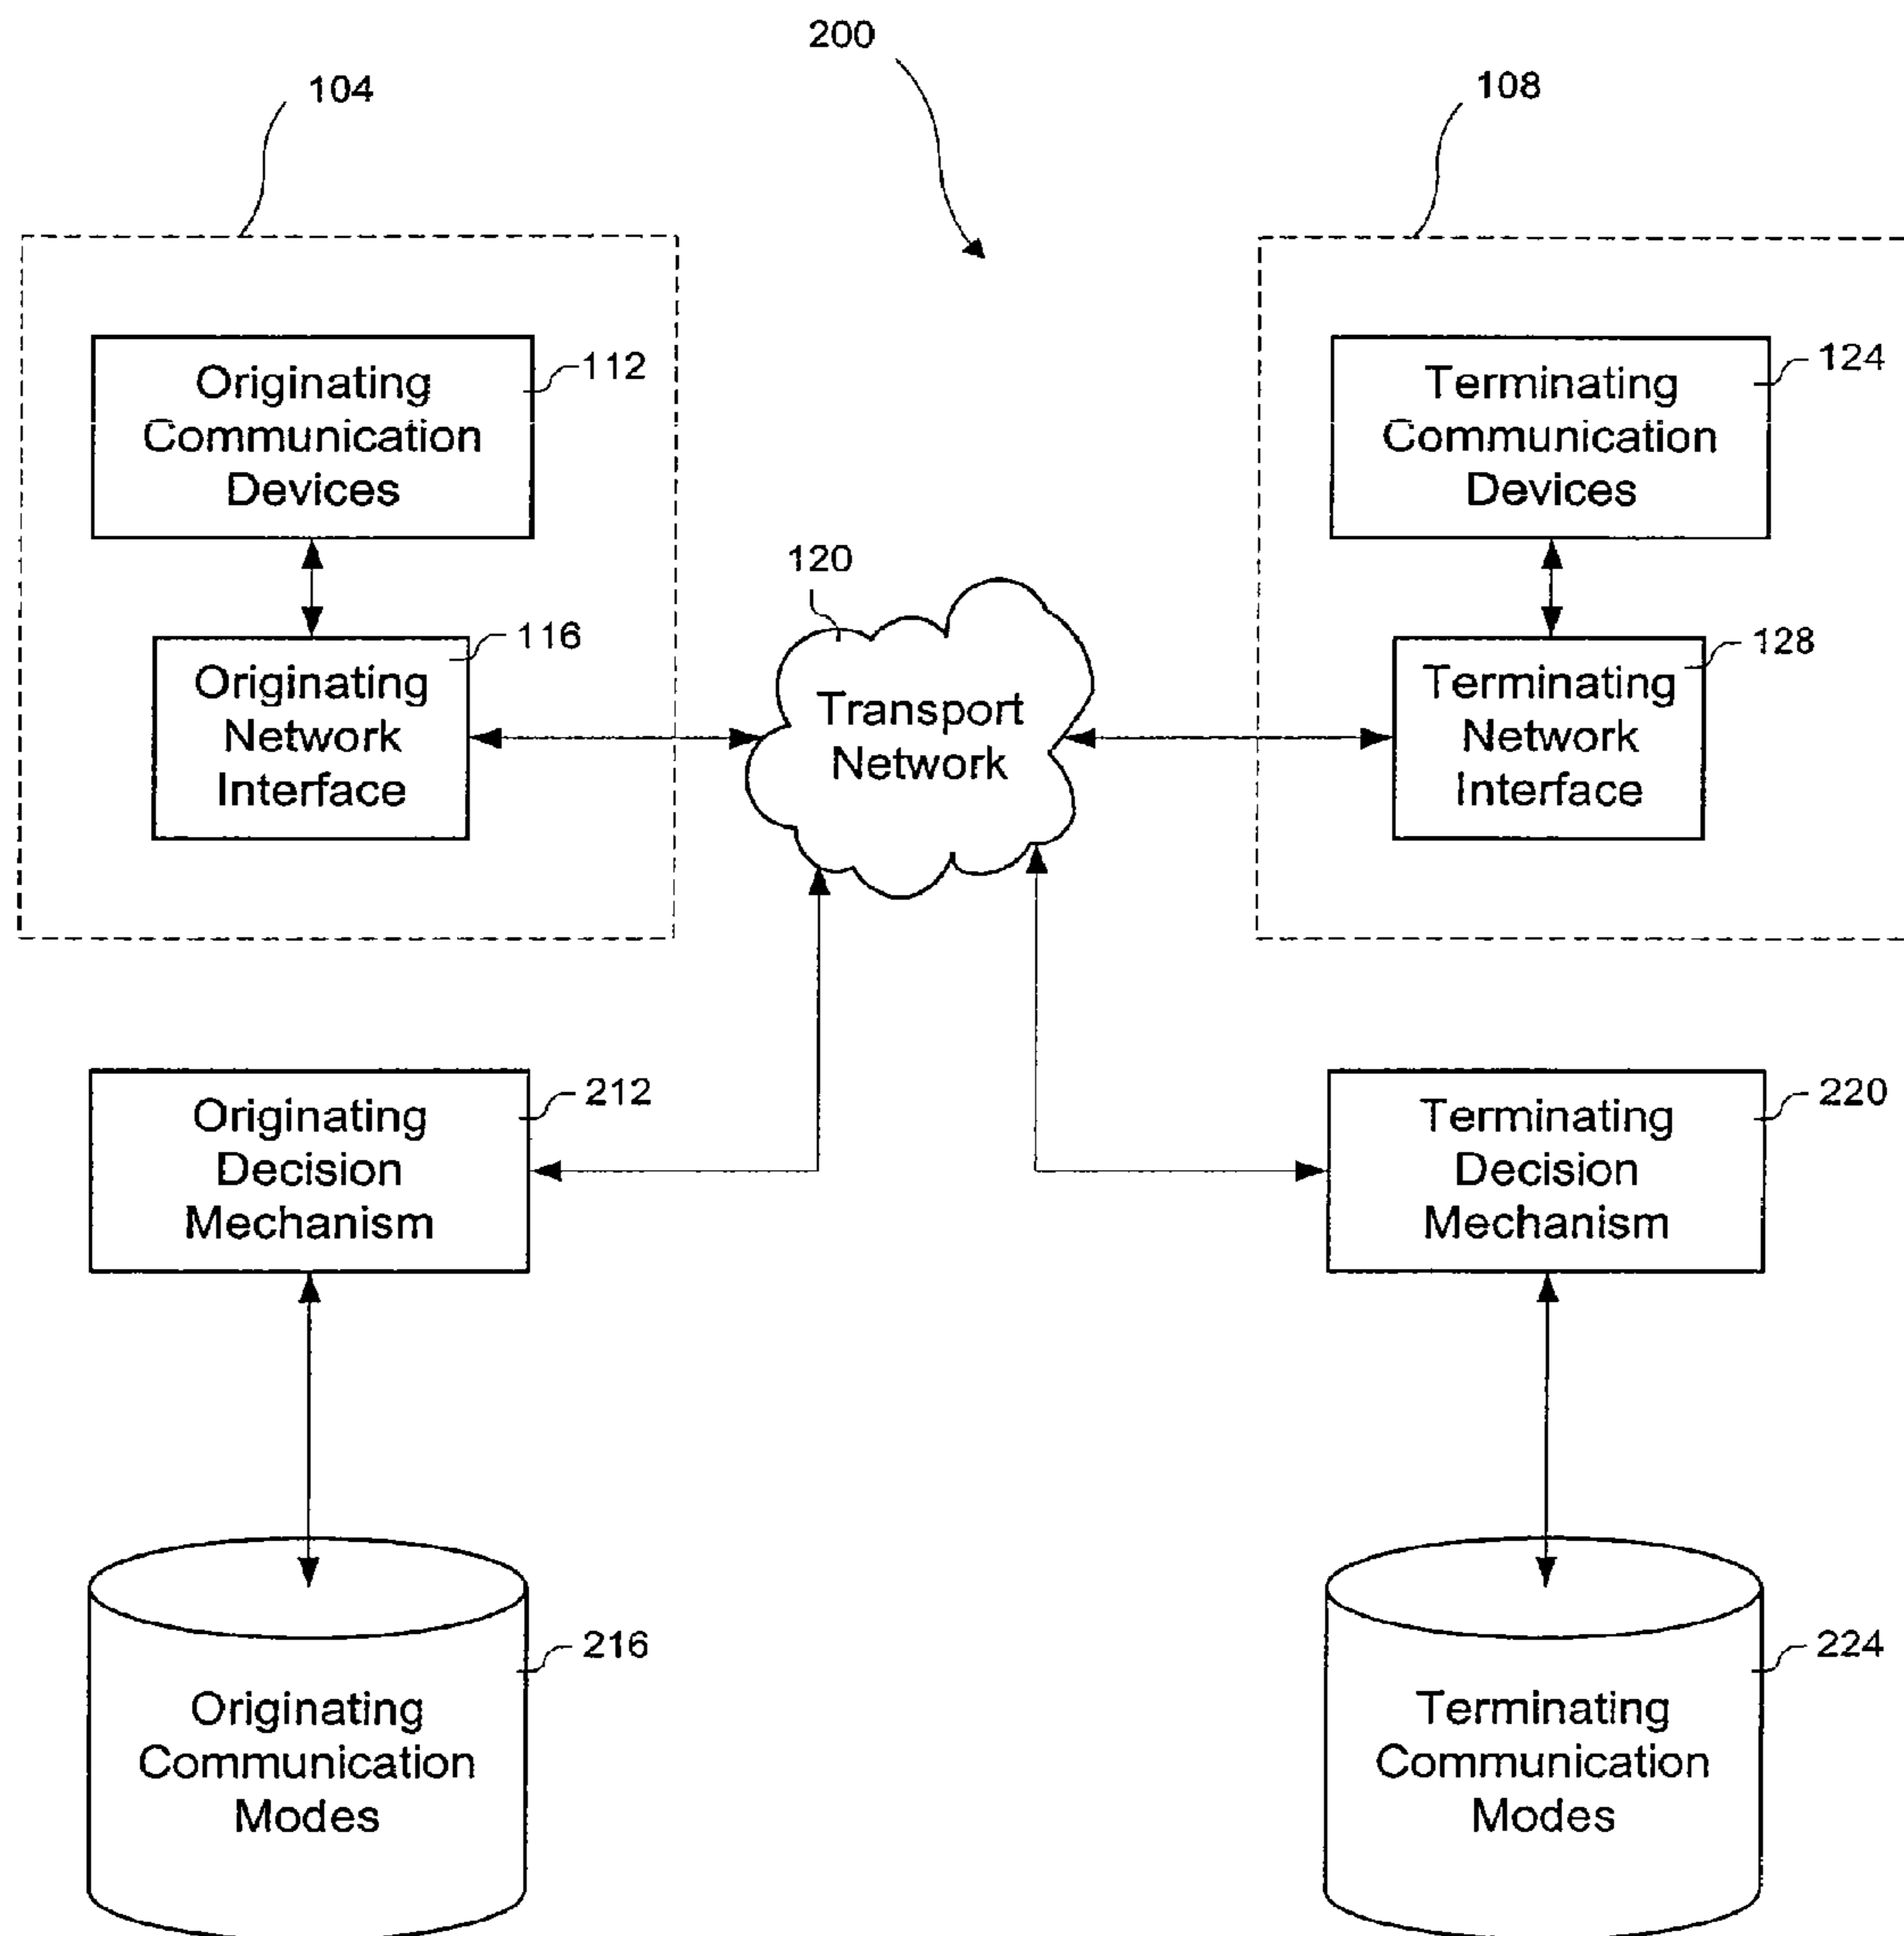 200
104
108
Originating
Communication
Devices
112
Terminating
Communication
Devices
124
120
Originating
Network
Interface
116
Transport
Network
Terminating
Network
Interface
128
Originating
Decision
Mechanism
212
Terminating
Decision
Mechanism
220
Originating
Communication
Modes
216
Terminating
Communication
Modes
224